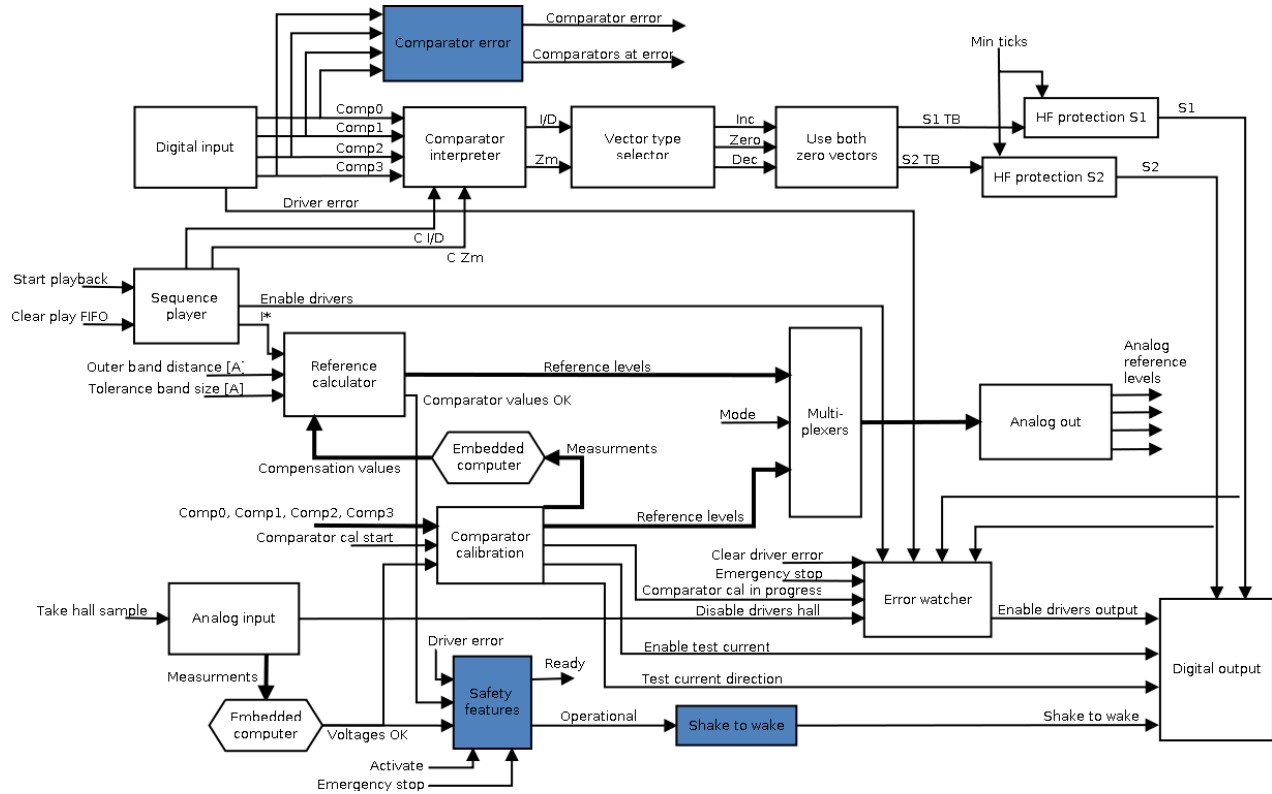 Comparator error
Comparator error
Comparators at error
Min ticks
Digital input
Comp0
Comp1
Comp2
Comp3
Comparator
interpreter
I/D
Zm
Vector type
selector
Inc
Zero
Dec
Use both
zero vectors
S1 TB
S2 TB
HF protection S1
S1
HF protection S2
S2
Driver error
C I/D
C Zm
Start playback
Clear play FIFO
Sequence
player
Enable drivers
I*
Outer band distance [A]
Tolerance band size [A]
Reference
calculator
Reference levels
Comparator values OK
Mode
Multi-
plexers
Analog out
Analog
reference
levels
Embedded
computer
Measurments
Compensation values
Comp0, Comp1, Comp2, Comp3
Comparator cal start
Comparator
calibration
Reference levels
Clear driver error
Emergency stop
Comparator cal in progress
Disable drivers hall
Error watcher
Enable drivers output
Take hall sample
Analog input
Measurments
Embedded
computer
Voltages OK
Driver error
Safety
features
Ready
Operational
Activate
Emergency stop
Enable test current
Test current direction
Shake to wake
Shake to wake
Digital output